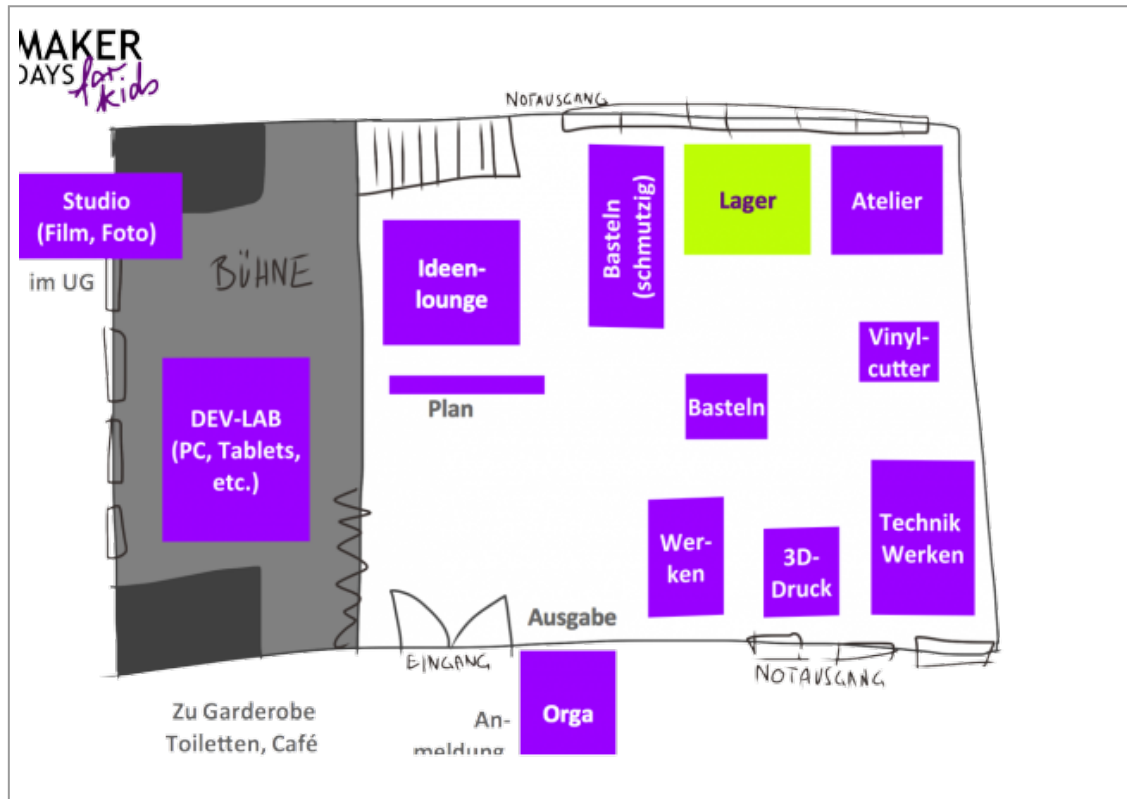 MAKER
DAYS for
kids
NOTAUSGANG
Studio
(Film, Foto)
im UG
BÜHNE
Ideen-
lounge
Basteln
(schmutzig)
Lager
Atelier
Vinyl-
cutter
Plan
Basteln
DEV-LAB
(PC, Tablets,
etc.)
Wer-
ken
3D-
Druck
Technik
Werken
Ausgabe
EINGANG
NOTAUSGANG
Zu Garderobe
Toiletten, Café
An-
meldung
Orga